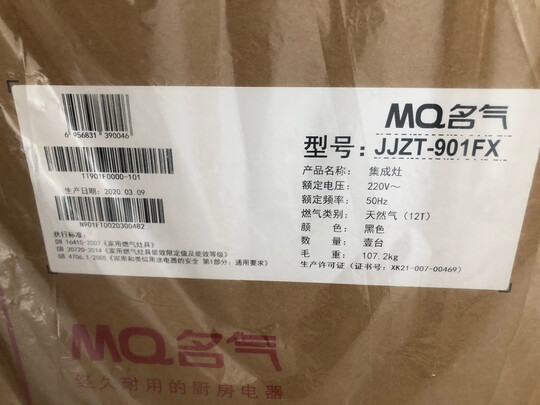 MQ名气
6 956831 390046
型号：JJZT-901FX
1T901F0000-101
产品名称： 集成灶
生产日期：2020.03.09
额定电压： 220V～
额定频率： 50Hz
N901F10020300482
燃气类别： 天然气（12T）
颜 色： 黑色
执行标准：
GB 16410-2007《家用燃气灶具》
数 量： 壹台
GB 30720-2014《家用燃气灶具能效限定值及能效等级》
毛 重： 107.2kg
GB 4706.1-2005《家用和类似用途电器的安全 第1部分：通用要求》
生产许可证（证书号：XK21-007-00469）
MQ名气
经久耐用的厨房电器